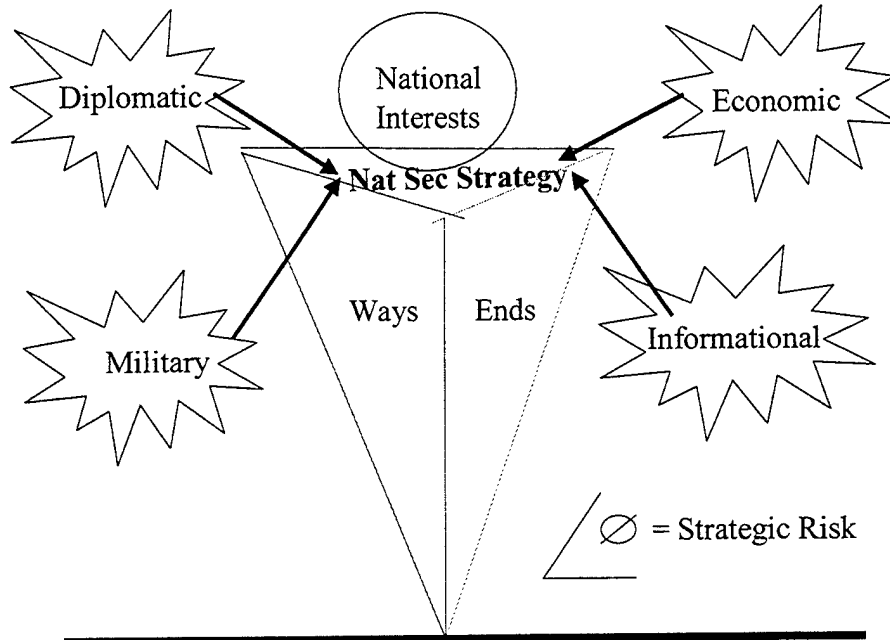 Diplomatic
National
Interests
Economic
Nat Sec Strategy
Ways
Ends
Military
Informational
∅ = Strategic Risk